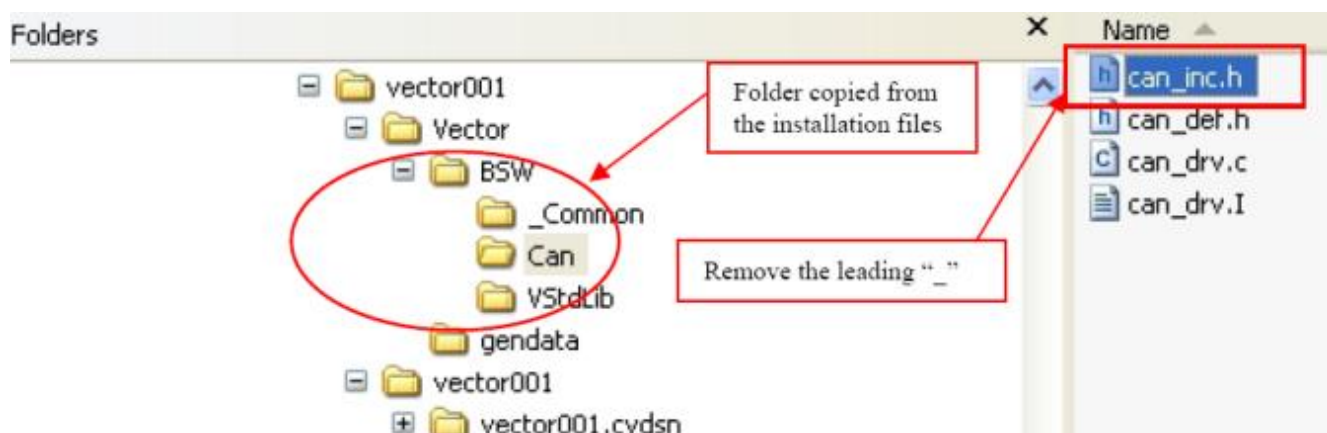 Folders
Name
vector001
Vector
BSW
_Common
Can
VStdLib
gendata
vector001
vector001.cydsn
Folder copied from
the installation files
Remove the leading “_”
can_inc.h
can_def.h
can_drv.c
can_drv.I